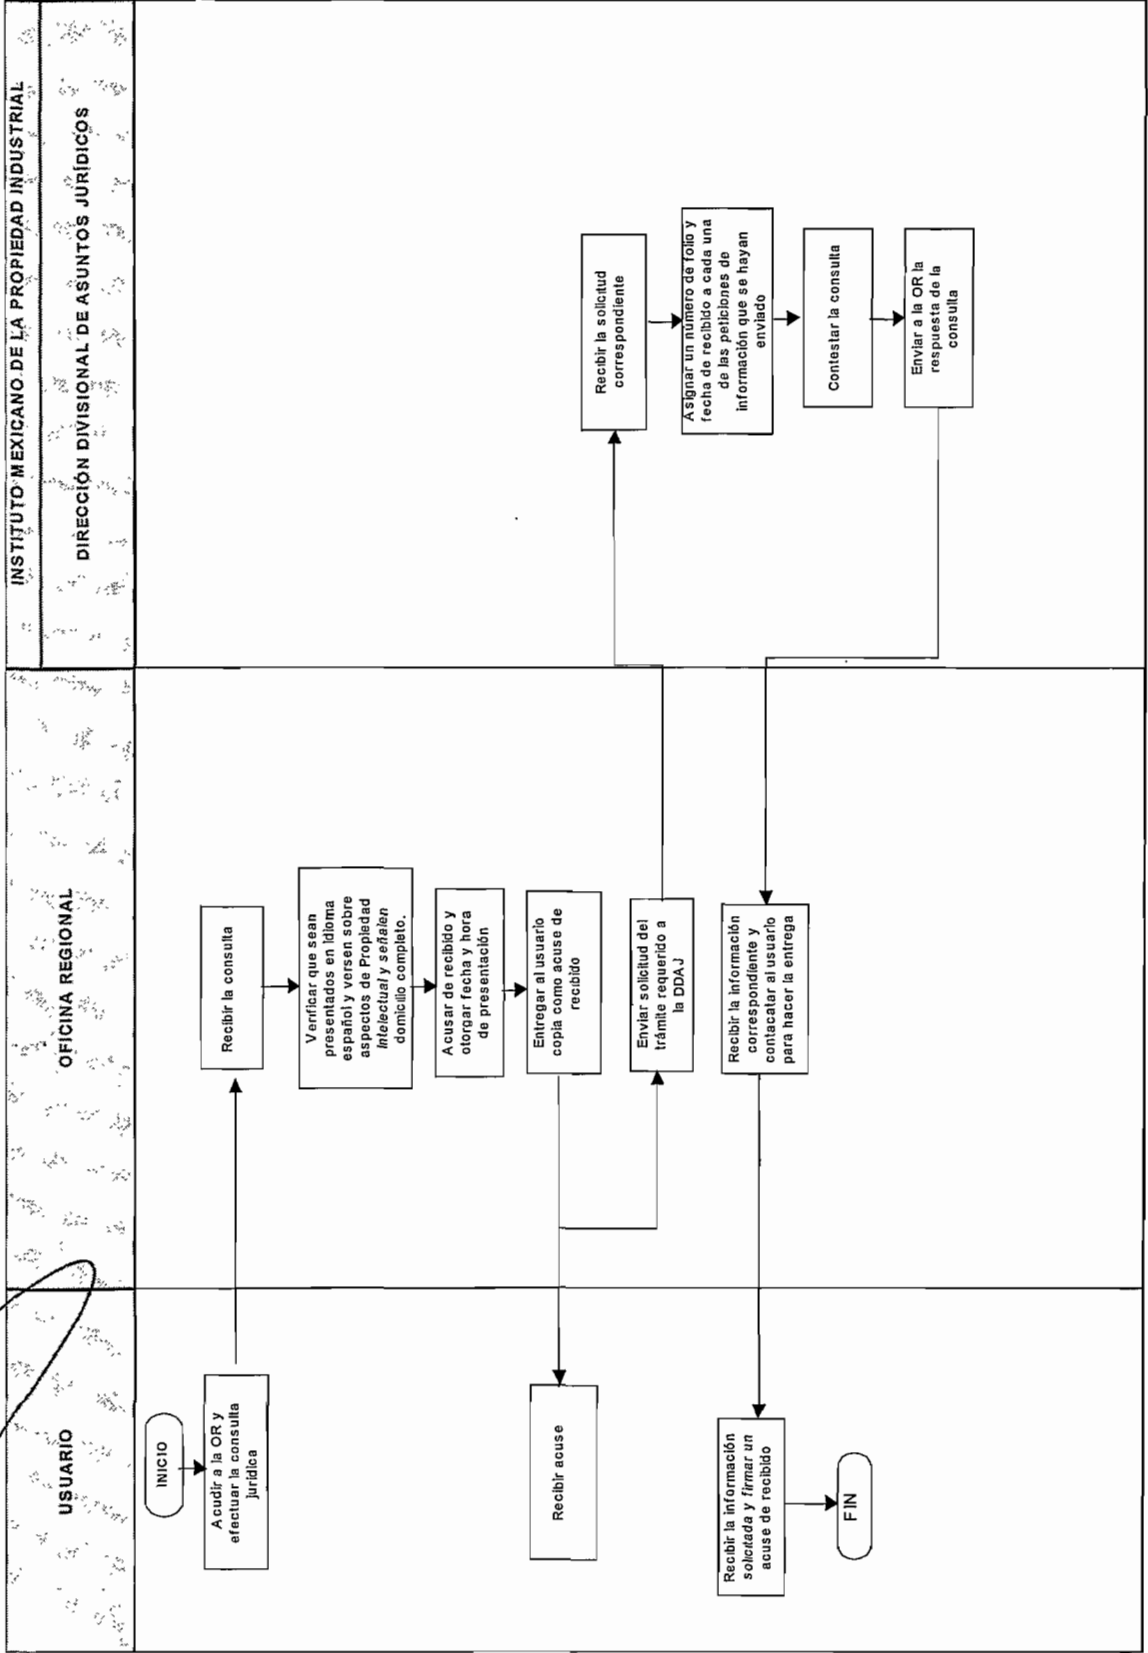 INSTITUTO MEXICANO DE LA PROPIEDAD INDUSTRIAL
USUARIO
OFICINA REGIONAL
DIRECCIÓN DIVISIONAL DE ASUNTOS JURÍDICOS
INICIO
Acudir a la OR y
efectuar la consulta
jurídica
Recibir la consulta
Verificar que sean
presentados en Idioma
español y versen sobre
aspectos de Propiedad
Intelectual y señalen
domicilio completo.
Acusar de recibido y
otorgar fecha y hora
de presentación
Entregar al usuario
copia como acuse de
recibido
Recibir acuse
Enviar solicitud del
trámite requerido a
la DDAJ
Recibir la solicitud
correspondiente
Asignar un número de folio y
fecha de recibido a cada una
de las peticiones de
información que se hayan
enviado
Contestar la consulta
Enviar a la OR la
respuesta de la
consulta
Recibir la información
correspondiente y
contacatar al usuario
para hacer la entrega
Recibir la información
solicitada y firmar un
acuse de recibido
FIN